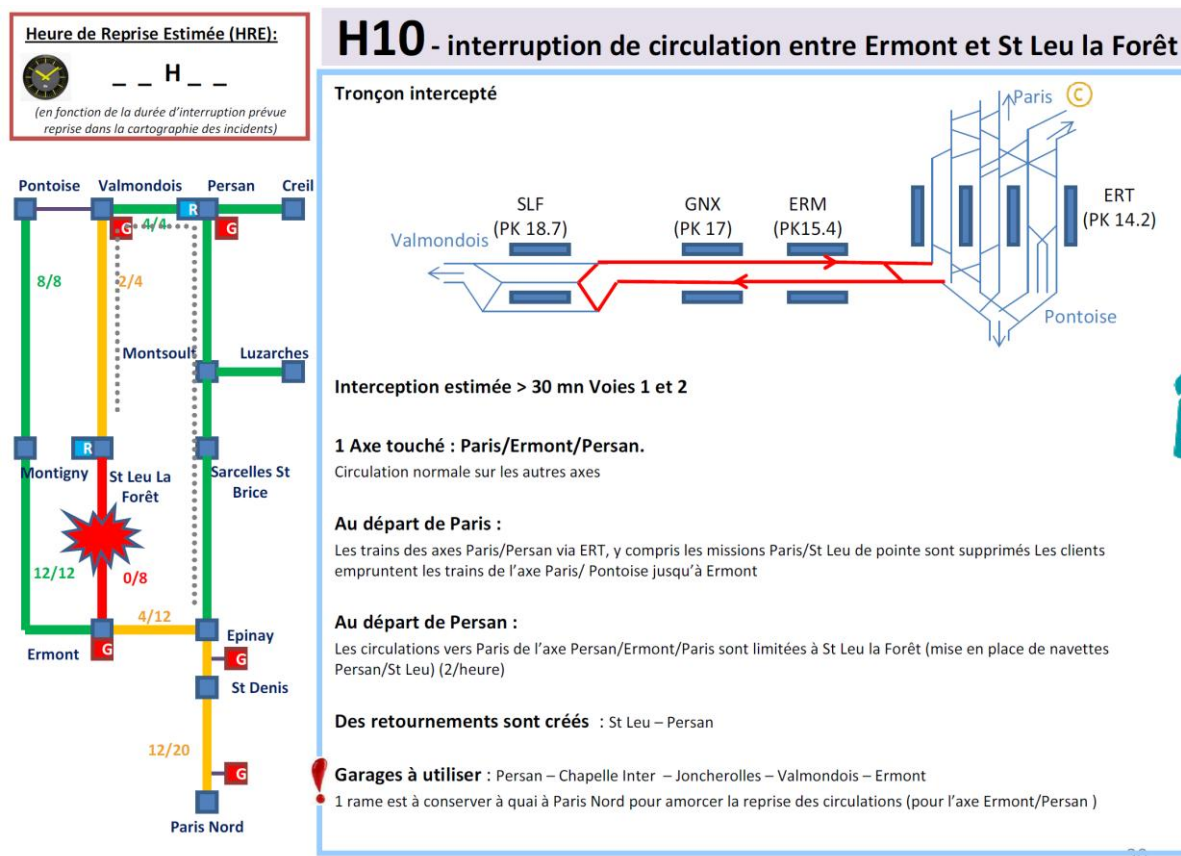 Heure de Reprise Estimée (HRE):
_ _ H _ _
(en fonction de la durée d'interruption prévue
reprise dans la cartographie des incidents)
H10 - interruption de circulation entre Ermont et St Leu la Forêt
Tronçon intercepté
Paris
C
SLF
(PK 18.7)
GNX
(PK 17)
ERM
(PK15.4)
ERT
(PK 14.2)
Valmondois
Pontoise
Interception estimée > 30 mn Voies 1 et 2
1 Axe touché : Paris/Ermont/Persan.
Circulation normale sur les autres axes
Au départ de Paris :
Les trains des axes Paris/Persan via ERT, y compris les missions Paris/St Leu de pointe sont supprimés Les clients
empruntent les trains de l'axe Paris/ Pontoise jusqu'à Ermont
Au départ de Persan :
Les circulations vers Paris de l'axe Persan/Ermont/Paris sont limitées à St Leu la Forêt (mise en place de navettes
Persan/St Leu) (2/heure)
Des retournements sont créés : St Leu – Persan
Garages à utiliser : Persan – Chapelle Inter – Joncherolles – Valmondois – Ermont
1 rame est à conserver à quai à Paris Nord pour amorcer la reprise des circulations (pour l'axe Ermont/Persan )
Pontoise
Valmondois
Persan
Creil
R
G
4/4
G
8/8
2/4
Montsoult
Luzarches
R
Montigny
St Leu La
Forêt
Sarcelles St
Brice
12/12
0/8
4/12
Ermont
G
Epinay
G
St Denis
12/20
G
Paris Nord